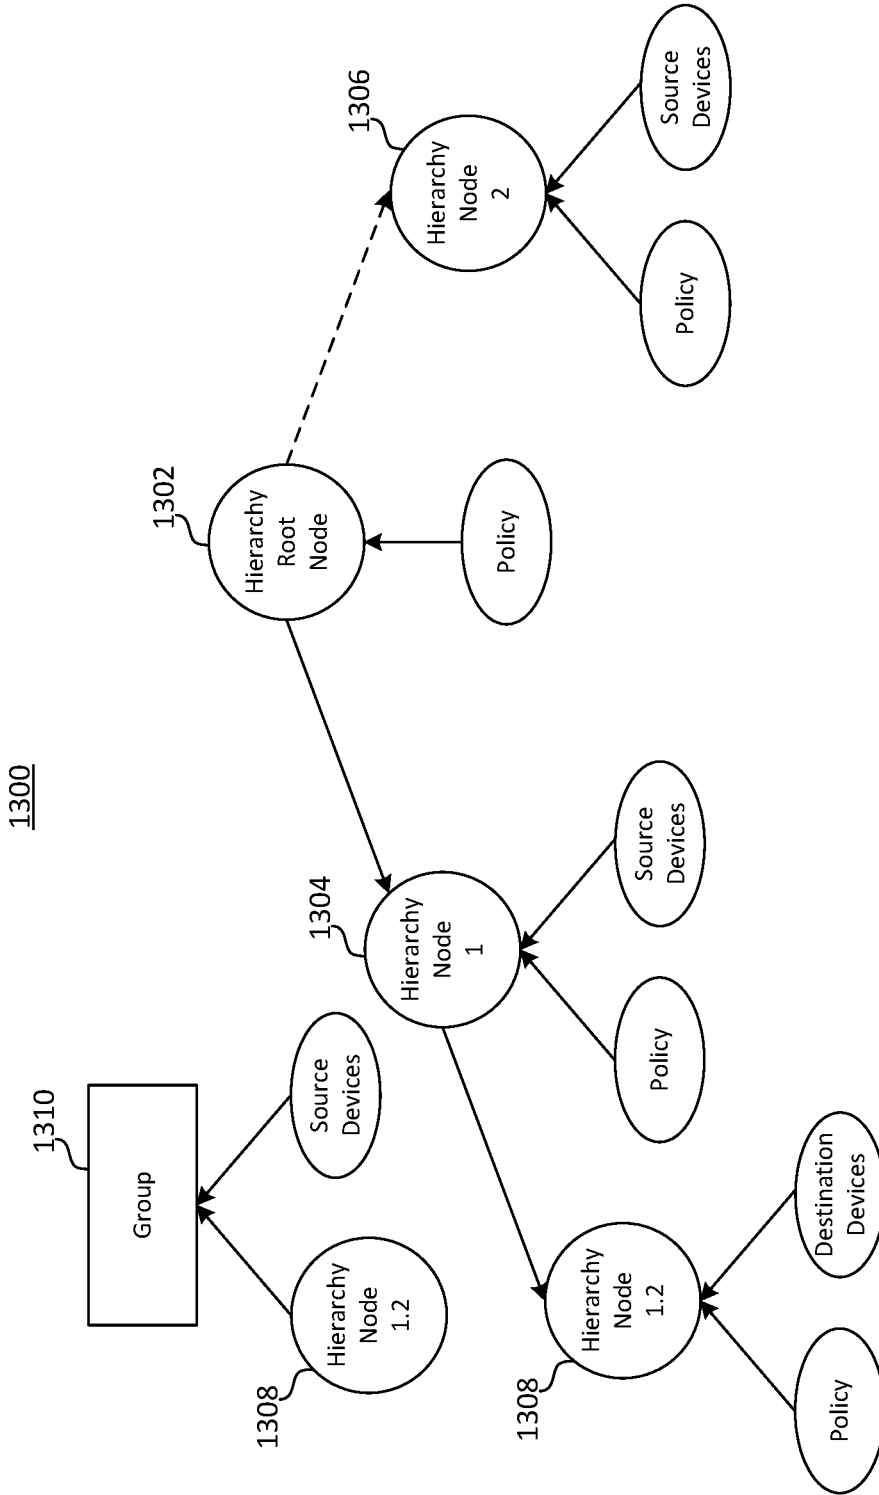 1300
1310
Group
1308
Hierarchy
Node
1.2
Source
Devices
1302
Hierarchy
Root
Node
Policy
1304
Hierarchy
Node
1
Policy
Source
Devices
1306
Hierarchy
Node
2
Policy
Source
Devices
1308
Hierarchy
Node
1.2
Policy
Destination
Devices